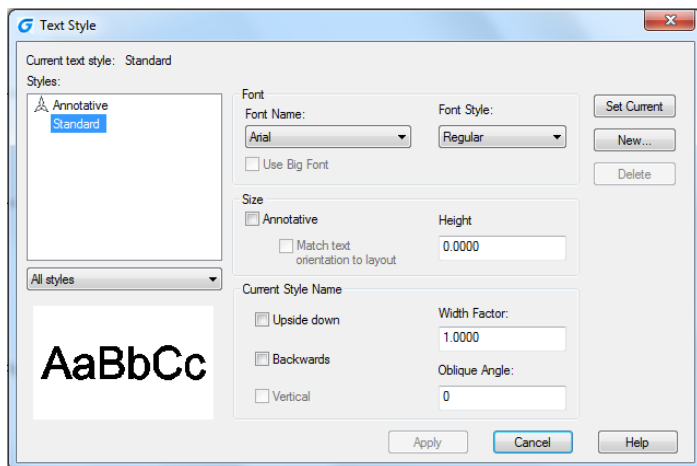 Text Style
Current text style: Standard
Styles:
Annotative
Standard
All styles
AaBbCc
Font
Font Name:
Font Style:
Arial
Regular
Use Big Font
Size
Annotative
Height
Match text
orientation to layout
0.0000
Current Style Name
Upside down
Width Factor:
1.0000
Backwards
Oblique Angle:
Vertical
0
Set Current
New...
Delete
Apply
Cancel
Help